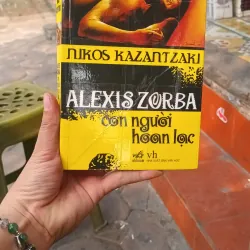 NIKOS KAZANTZAKI
ALEXIS ZORBA
con người
hoan lạc
vh